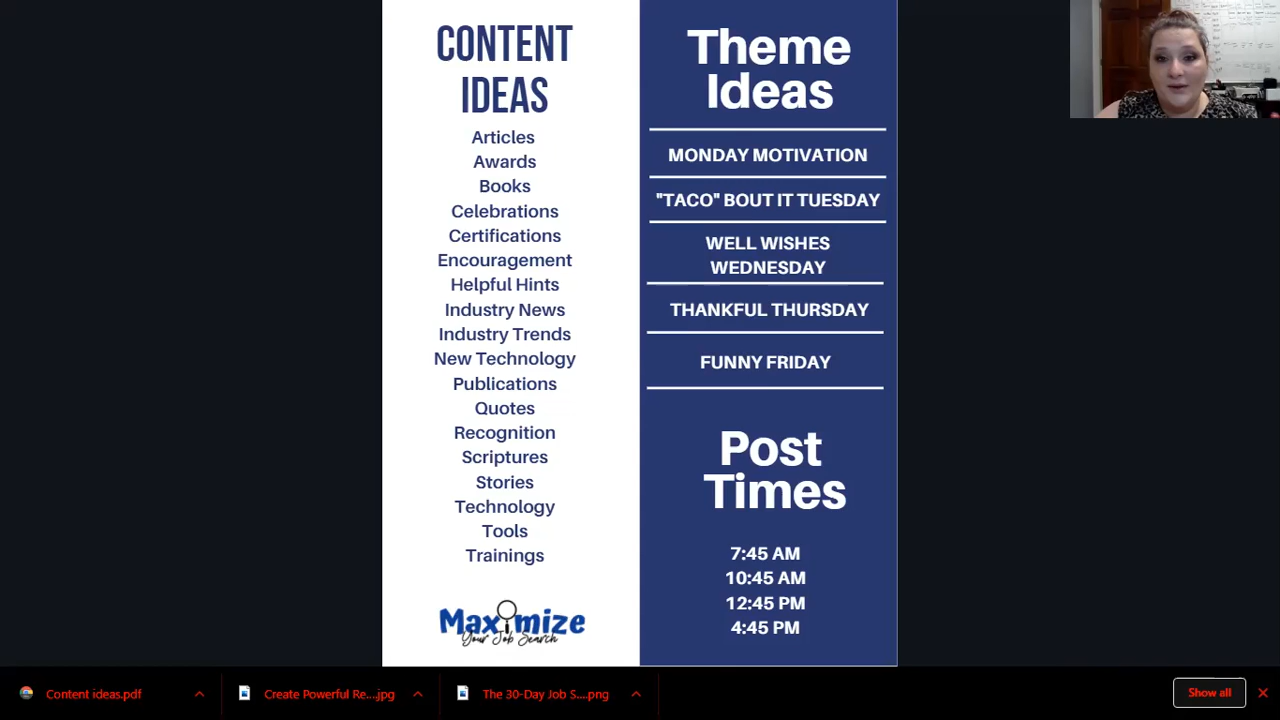 CONTENT
IDEAS
Articles
Awards
Books
Celebrations
Certifications
Encouragement
Helpful Hints
Industry News
Industry Trends
New Technology
Publications
Quotes
Recognition
Scriptures
Stories
Technology
Tools
Trainings
Maximize
Your Job Search
Theme
Ideas
MONDAY MOTIVATION
"TACO" BOUT IT TUESDAY
WELL WISHES
WEDNESDAY
THANKFUL THURSDAY
FUNNY FRIDAY
Post
Times
7:45 AM
10:45 AM
12:45 PM
4:45 PM
Content ideas.pdf
Create Powerful Re....jpg
The 30-Day Job S....png
Show all